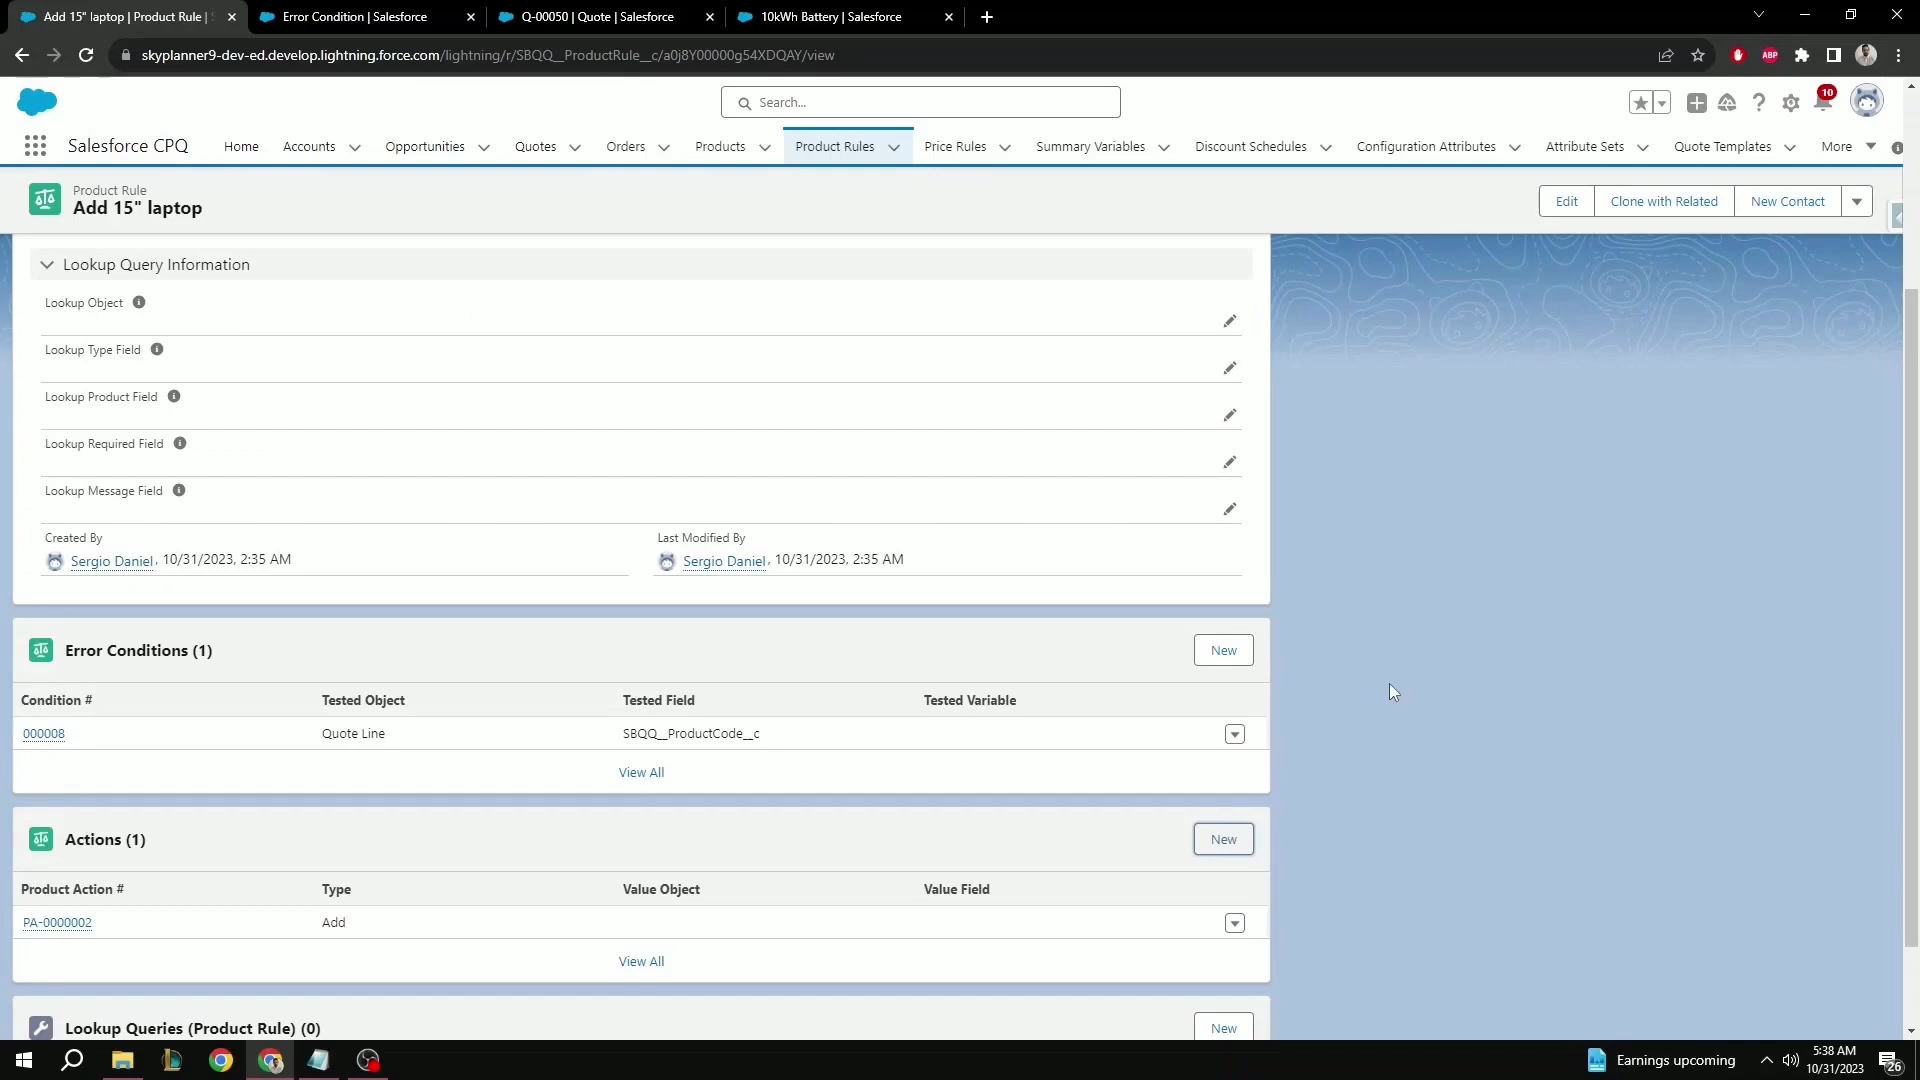 Add 15" laptop | Product Rule |
Error Condition | Salesforce
Q-00050 | Quote | Salesforce
10kWh Battery | Salesforce
skyplanner9-dev-ed.develop.lightning.force.com/lightning/r/SBQQ__ProductRule__c/a0j8Y00000g54XDQAY/view
ABP
Search...
10
Salesforce CPQ
Home
Accounts
Opportunities
Quotes
Orders
Products
Product Rules
Price Rules
Summary Variables
Discount Schedules
Configuration Attributes
Attribute Sets
Quote Templates
More
Product Rule
Add 15" laptop
Edit
Clone with Related
New Contact
Lookup Query Information
Lookup Object
Lookup Type Field
Lookup Product Field
Lookup Required Field
Lookup Message Field
Created By
Sergio Daniel, 10/31/2023, 2:35 AM
Last Modified By
Sergio Daniel, 10/31/2023, 2:35 AM
Error Conditions (1)
New
Condition # Tested Object Tested Field Tested Variable
000008 Quote Line SBQQ__ProductCode__c
View All
Actions (1)
New
Product Action # Type Value Object Value Field
PA-0000002 Add
View All
Lookup Queries (Product Rule) (0)
New
Earnings upcoming
5:38 AM
10/31/2023
26